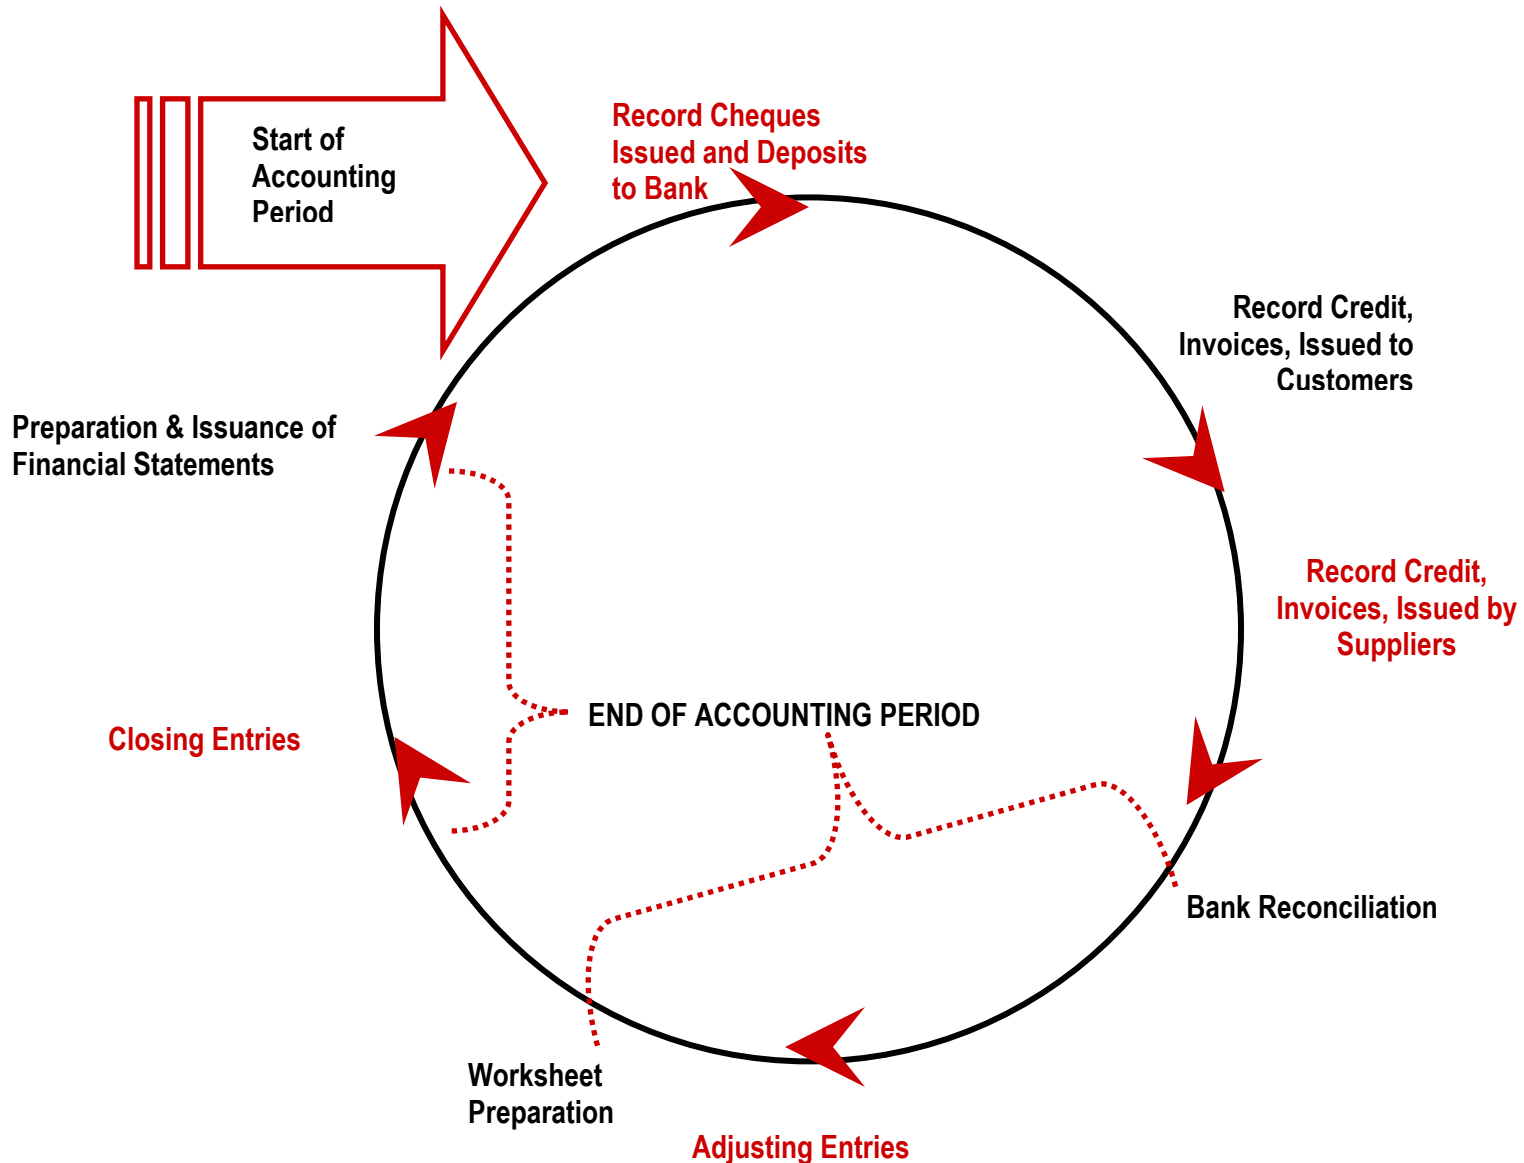 Start of
Accounting
Period
Record Cheques
Issued and Deposits
to Bank
Record Credit,
Invoices, Issued to
Customers
Preparation & Issuance of
Financial Statements
Record Credit,
Invoices, Issued by
Suppliers
END OF ACCOUNTING PERIOD
Closing Entries
Bank Reconciliation
Worksheet
Preparation
Adjusting Entries